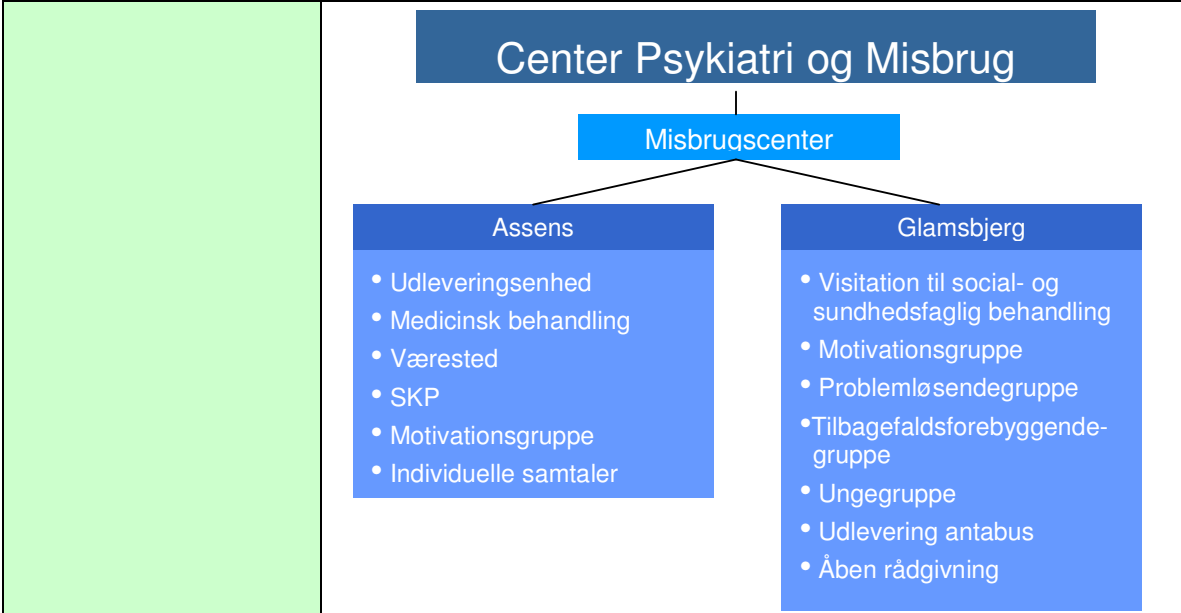 Center Psykiatri og Misbrug
Misbrugscenter
Assens
• Udleveringsenhed
• Medicinsk behandling
• Værested
• SKP
• Motivationsgruppe
• Individuelle samtaler
Glamsbjerg
• Visitation til social- og
sundhedsfaglig behandling
• Motivationsgruppe
• Problemløsendegruppe
•Tilbagefaldsforebyggende-
gruppe
• Ungegruppe
• Udlevering antabus
• Åben rådgivning